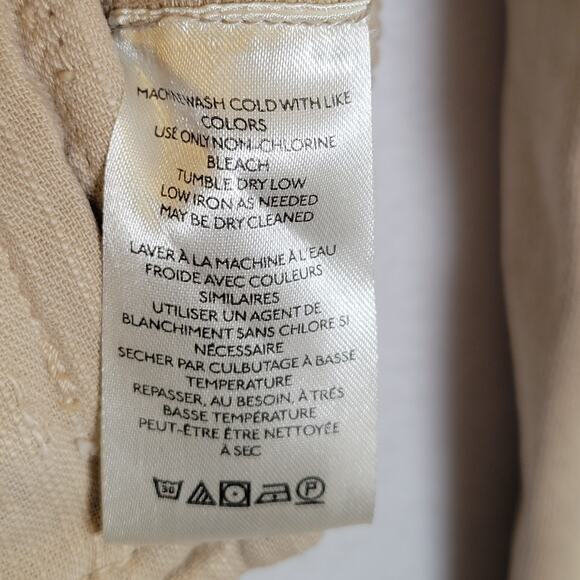 MACHINE WASH COLD WITH LIKE
COLORS
USE ONLY NON-CHLORINE
BLEACH
TUMBLE DRY LOW
LOW IRON AS NEEDED
MAY BE DRY CLEANED
LAVER À LA MACHINE À L'EAU
FROIDE AVEC COULEURS
SIMILAIRES
UTILISER UN AGENT DE
BLANCHIMENT SANS CHLORE SI
NÉCESSAIRE
SECHER PAR CULBUTAGE À BASSE
TEMPERATURE
REPASSER, AU BESOIN, À TRÉS
BASSE TEMPÉRATURE
PEUT-ÊTRE ÊTRE NETTOYÉE
À SEC
30 P